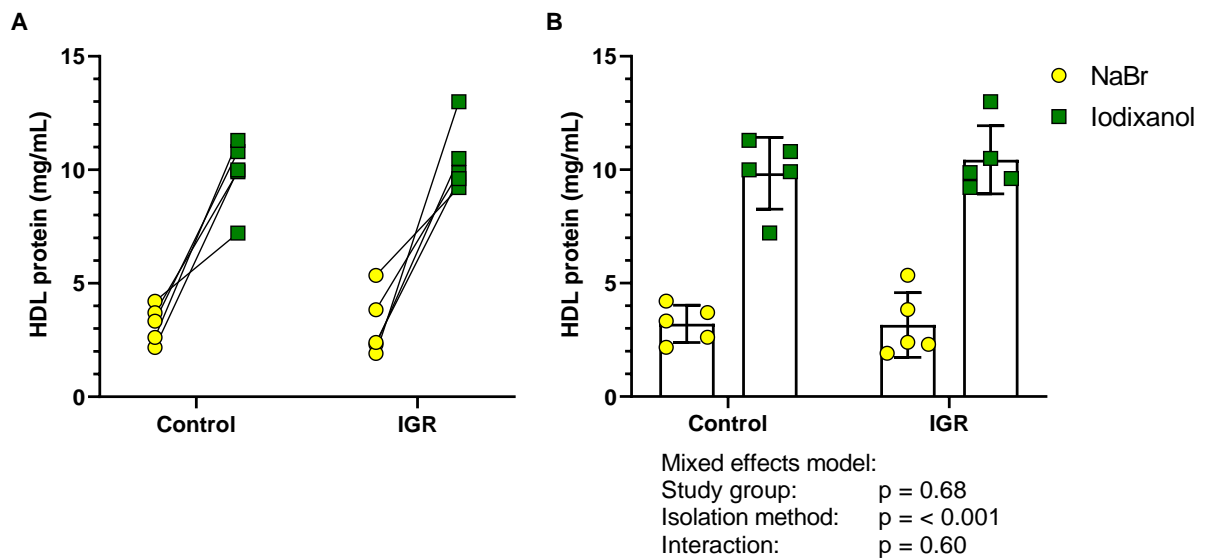 A
HDL protein (mg/mL)
15
10
5
0
Control IGR
B
HDL protein (mg/mL)
15
10
5
0
Control IGR
NaBr
Iodixanol
Mixed effects model:
Study group: p = 0.68
Isolation method: p = < 0.001
Interaction: p = 0.60